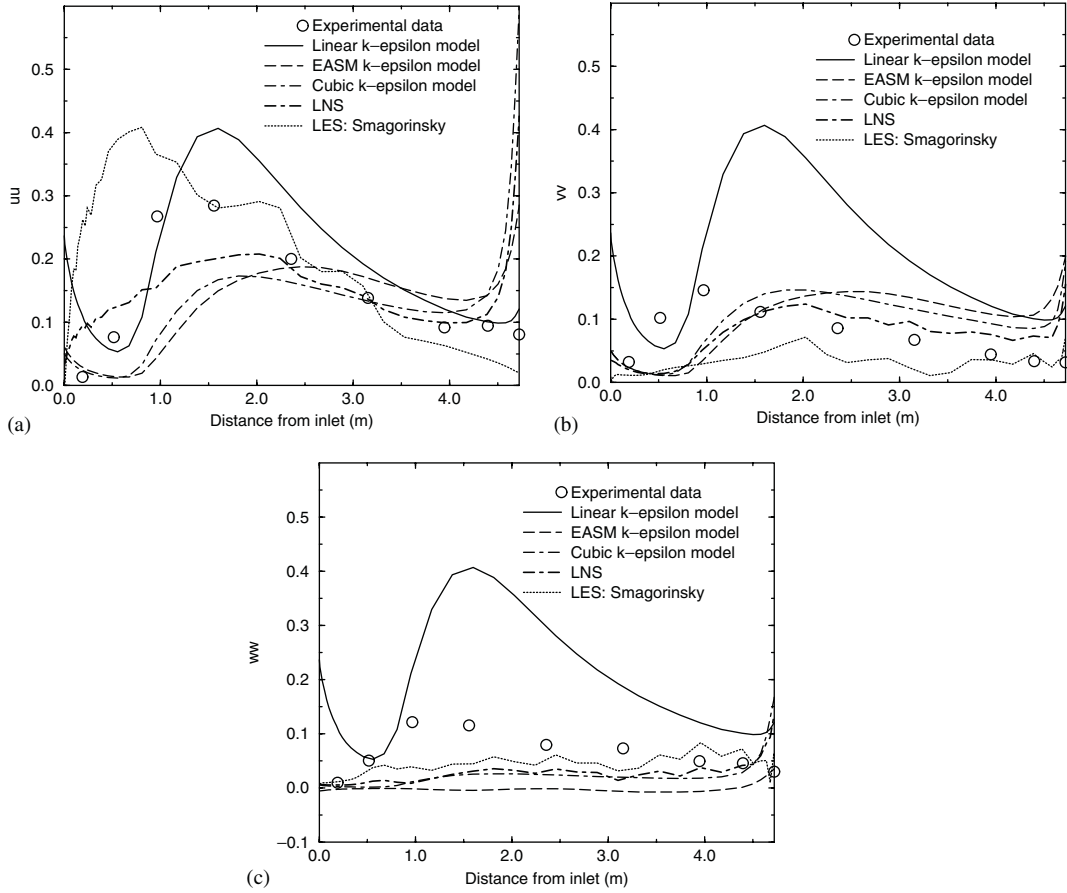 Experimental data
Linear k–epsilon model
EASM k–epsilon model
Cubic k–epsilon model
LNS
LES: Smagorinsky
0.5
0.4
0.3
0.2
0.1
0.0
uu
0.0 1.0 2.0 3.0 4.0
Distance from inlet (m)
(a)
Experimental data
Linear k–epsilon model
EASM k–epsilon model
Cubic k–epsilon model
LNS
LES: Smagorinsky
0.5
0.4
0.3
0.2
0.1
0.0
vv
0.0 1.0 2.0 3.0 4.0
Distance from inlet (m)
(b)
Experimental data
Linear k–epsilon model
EASM k–epsilon model
Cubic k–epsilon model
LNS
LES: Smagorinsky
0.5
0.4
0.3
0.2
0.1
0.0
–0.1
ww
0.0 1.0 2.0 3.0 4.0
Distance from inlet (m)
(c)